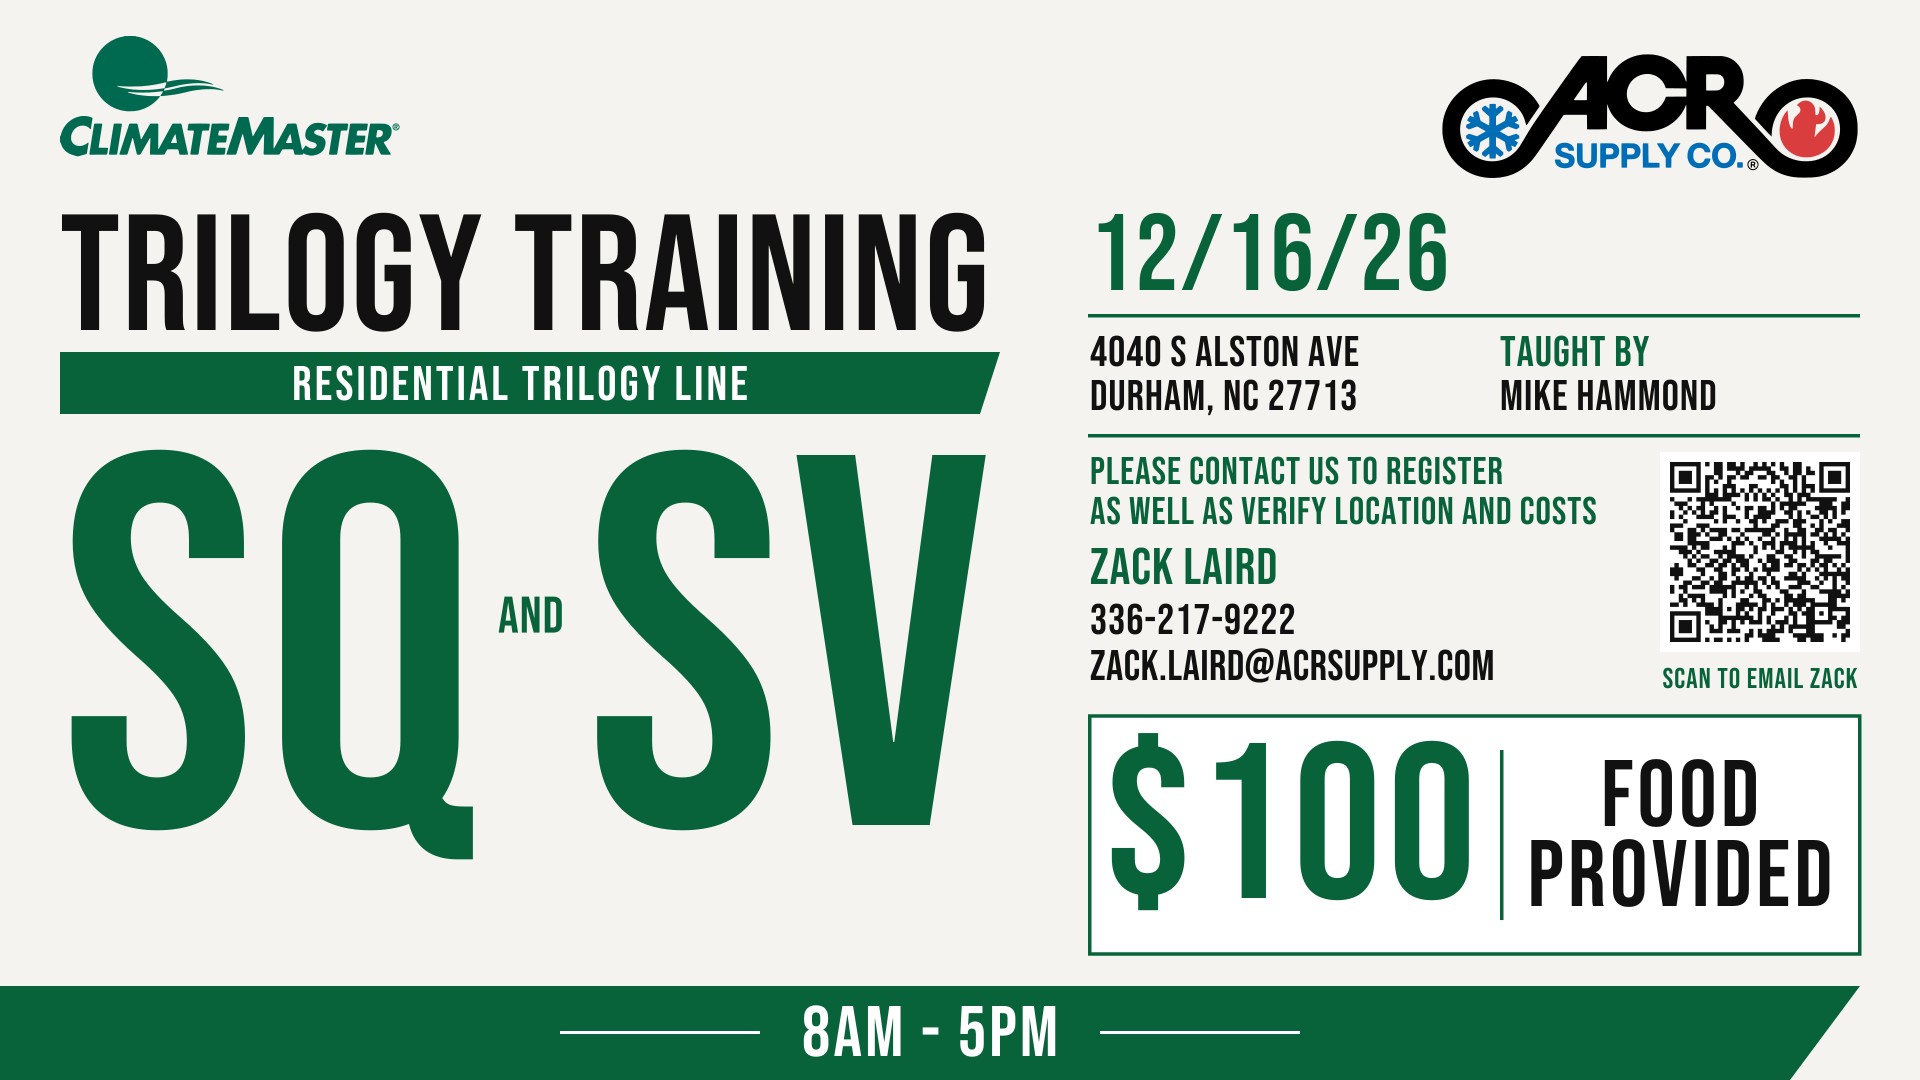 CLIMATEMASTER®
ACR
SUPPLY CO.®
TRILOGY TRAINING
RESIDENTIAL TRILOGY LINE
SQ AND SV
12/16/26
4040 S ALSTON AVE
DURHAM, NC 27713
TAUGHT BY
MIKE HAMMOND
PLEASE CONTACT US TO REGISTER
AS WELL AS VERIFY LOCATION AND COSTS
ZACK LAIRD
336-217-9222
ZACK.LAIRD@ACRSUPPLY.COM
SCAN TO EMAIL ZACK
$100
FOOD
PROVIDED
8AM - 5PM